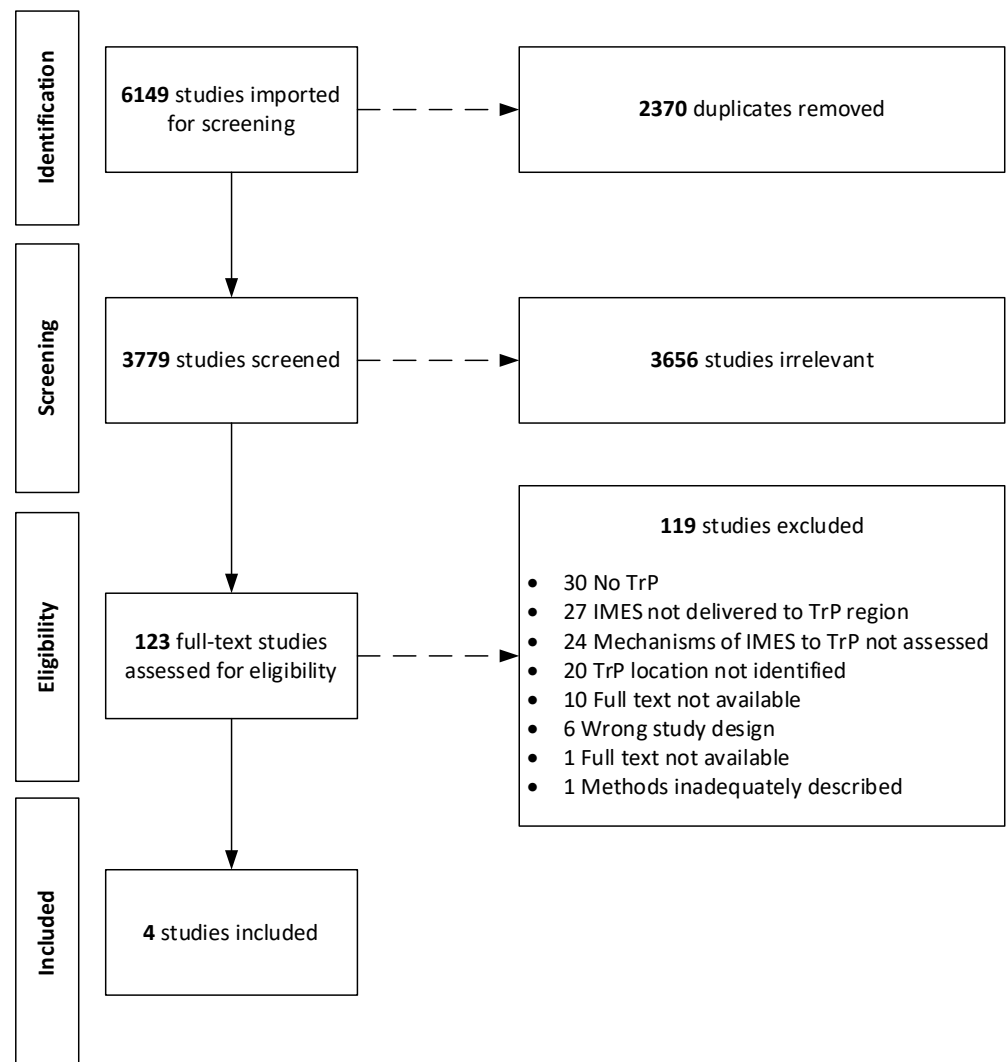 Identification
6149 studies imported
for screening
2370 duplicates removed
Screening
3779 studies screened
3656 studies irrelevant
Eligibility
123 full-text studies
assessed for eligibility
119 studies excluded
• 30 No TrP
• 27 IMES not delivered to TrP region
• 24 Mechanisms of IMES to TrP not assessed
• 20 TrP location not identified
• 10 Full text not available
• 6 Wrong study design
• 1 Full text not available
• 1 Methods inadequately described
Included
4 studies included